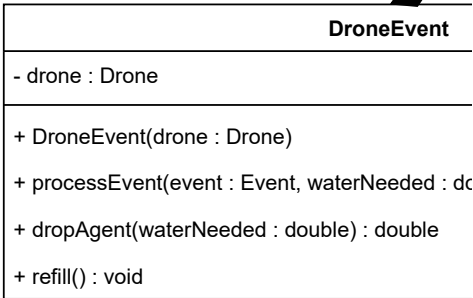 DroneEvent
- drone : Drone
+ DroneEvent(drone : Drone)
+ processEvent(event : Event, waterNeeded :
+ dropAgent(waterNeeded : double) : double
+ refill() : void